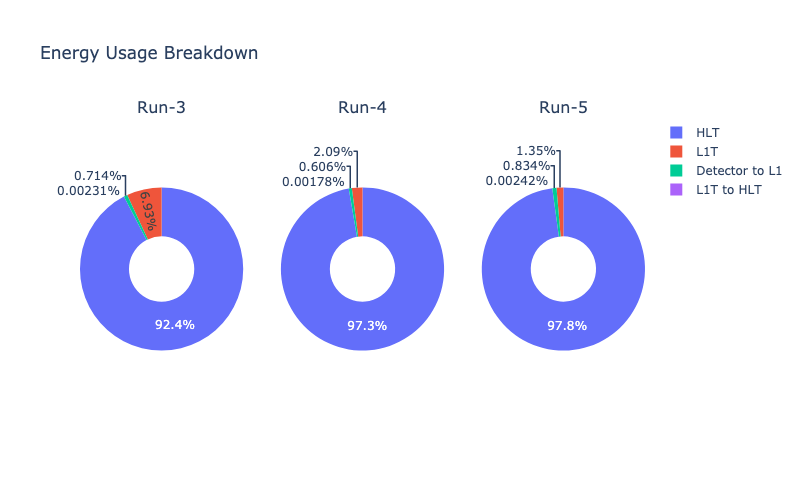 Energy Usage Breakdown
Run-3
Run-4
Run-5
HLT
L1T
Detector to L1
L1T to HLT
0.714%
0.00231%
6.93%
92.4%
2.09%
0.606%
0.00178%
97.3%
1.35%
0.834%
0.00242%
97.8%